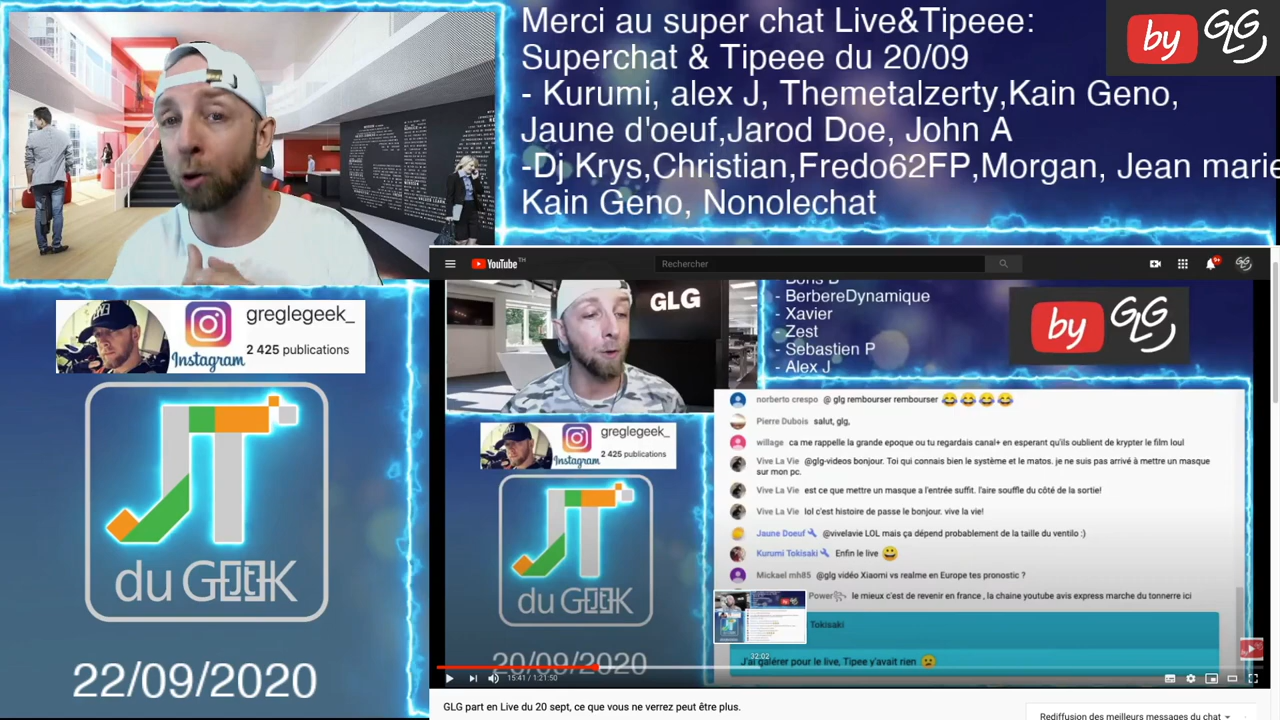 Merci au super chat Live&Tipeee:
Superchat & Tipeee du 20/09
- Kurumi, alex J, Themetalzerty,Kain Geno,
Jaune d'oeuf,Jarod Doe, John A
-Dj Krys,Christian,Fredo62FP,Morgan, Jean marie
Kain Geno, Nonolechat
by GLG
greglegeek_
2 425 publications
Instagram
JT
du GEEK
22/09/2020
YouTube TH
Rechercher
9+
GLG
GLG
- BerbereDynamique
- Xavier
- Zest
- Sebastien P
- Alex J
by GLG
greglegeek_
2 425 publications
Instagram
JT
du GEEK
20/09/2020
norberto crespo @ glg rembourser rembourser 😂 😂 😂 😂
Pierre Dubois salut, glg,
willage ca me rappelle la grande epoque ou tu regardais canal+ en esperant qu'ils oublient de krypter le film loul
Vive La Vie @glg-videos bonjour. Toi qui connais bien le système et le matos. je ne suis pas arrivé à mettre un masque
sur mon pc.
Vive La Vie est ce que mettre un masque a l'entrée suffit. l'aire souffle du côté de la sortie!
Vive La Vie lol c'est histoire de passe le bonjour. vive la vie!
Jaune Doeuf @vivelavie LOL mais ça dépend probablement de la taille du ventilo :)
Kurumi Tokisaki Enfin le live 😀
Mickael mh85 @glg vidéo Xiaomi vs realme en Europe tes pronostic ?
Power le mieux c'est de revenir en france , la chaine youtube avis express marche du tonnerre ici
Tokisaki
32:02
J'ai galérer pour le live, Tipee y'avait rien 😟
15:41 / 1:21:50
GLG part en Live du 20 sept, ce que vous ne verrez peut être plus.
Rediffusion des meilleurs messages du chat